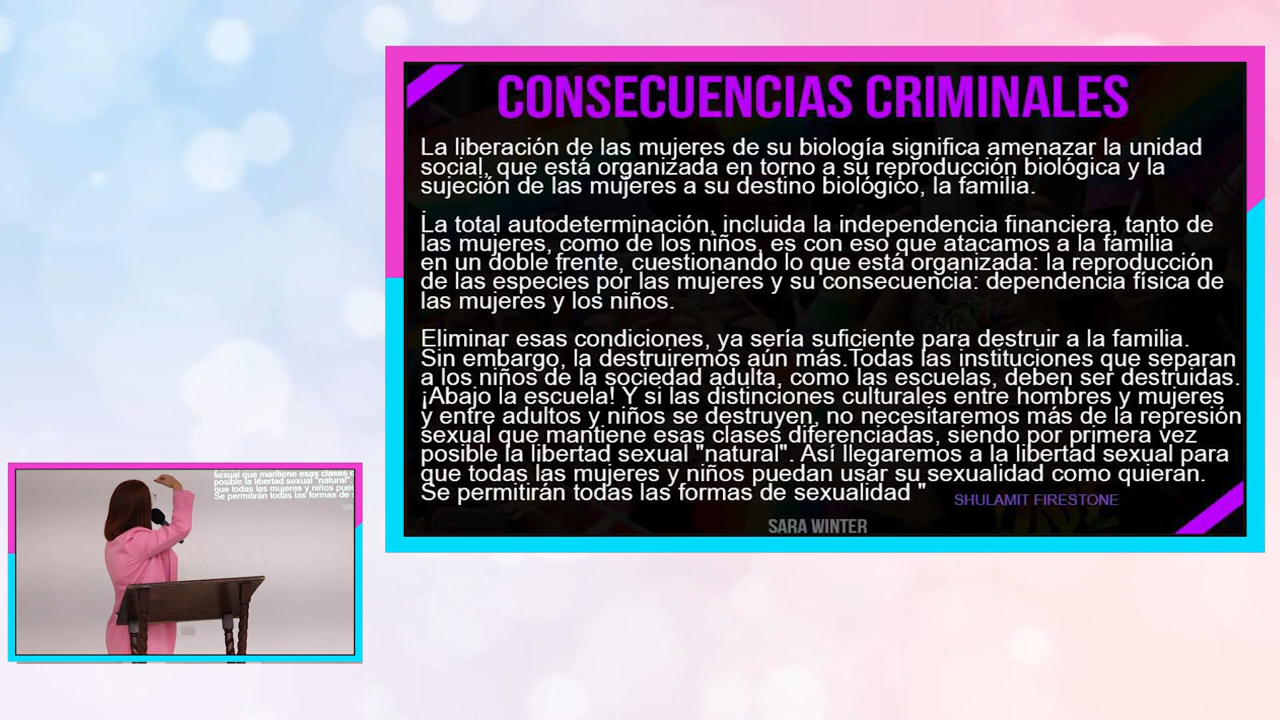 CONSECUENCIAS CRIMINALES
La liberación de las mujeres de su biología significa amenazar la unidad
social, que está organizada en torno a su reproducción biológica y la
sujeción de las mujeres a su destino biológico, la familia.
La total autodeterminación, incluida la independencia financiera, tanto de
las mujeres, como de los niños, es con eso que atacamos a la familia
en un doble frente, cuestionando lo que está organizada: la reproducción
de las especies por las mujeres y su consecuencia: dependencia física de
las mujeres y los niños.
Eliminar esas condiciones, ya sería suficiente para destruir a la familia.
Sin embargo, la destruiremos aún más.Todas las instituciones que separan
a los niños de la sociedad adulta, como las escuelas, deben ser destruidas.
¡Abajo la escuela! Y si las distinciones culturales entre hombres y mujeres
y entre adultos y niños se destruyen, no necesitaremos más de la represión
sexual que mantiene esas clases diferenciadas, siendo por primera vez
posible la libertad sexual "natural". Así llegaremos a la libertad sexual para
que todas las mujeres y niños puedan usar su sexualidad como quieran.
Se permitirán todas las formas de sexualidad "
SHULAMIT FIRESTONE
SARA WINTER
sexual que mantiene esas clases d
posible la libertad sexual "natural"
que todas las mujeres y niños pue
Se permitirán todas las formas de